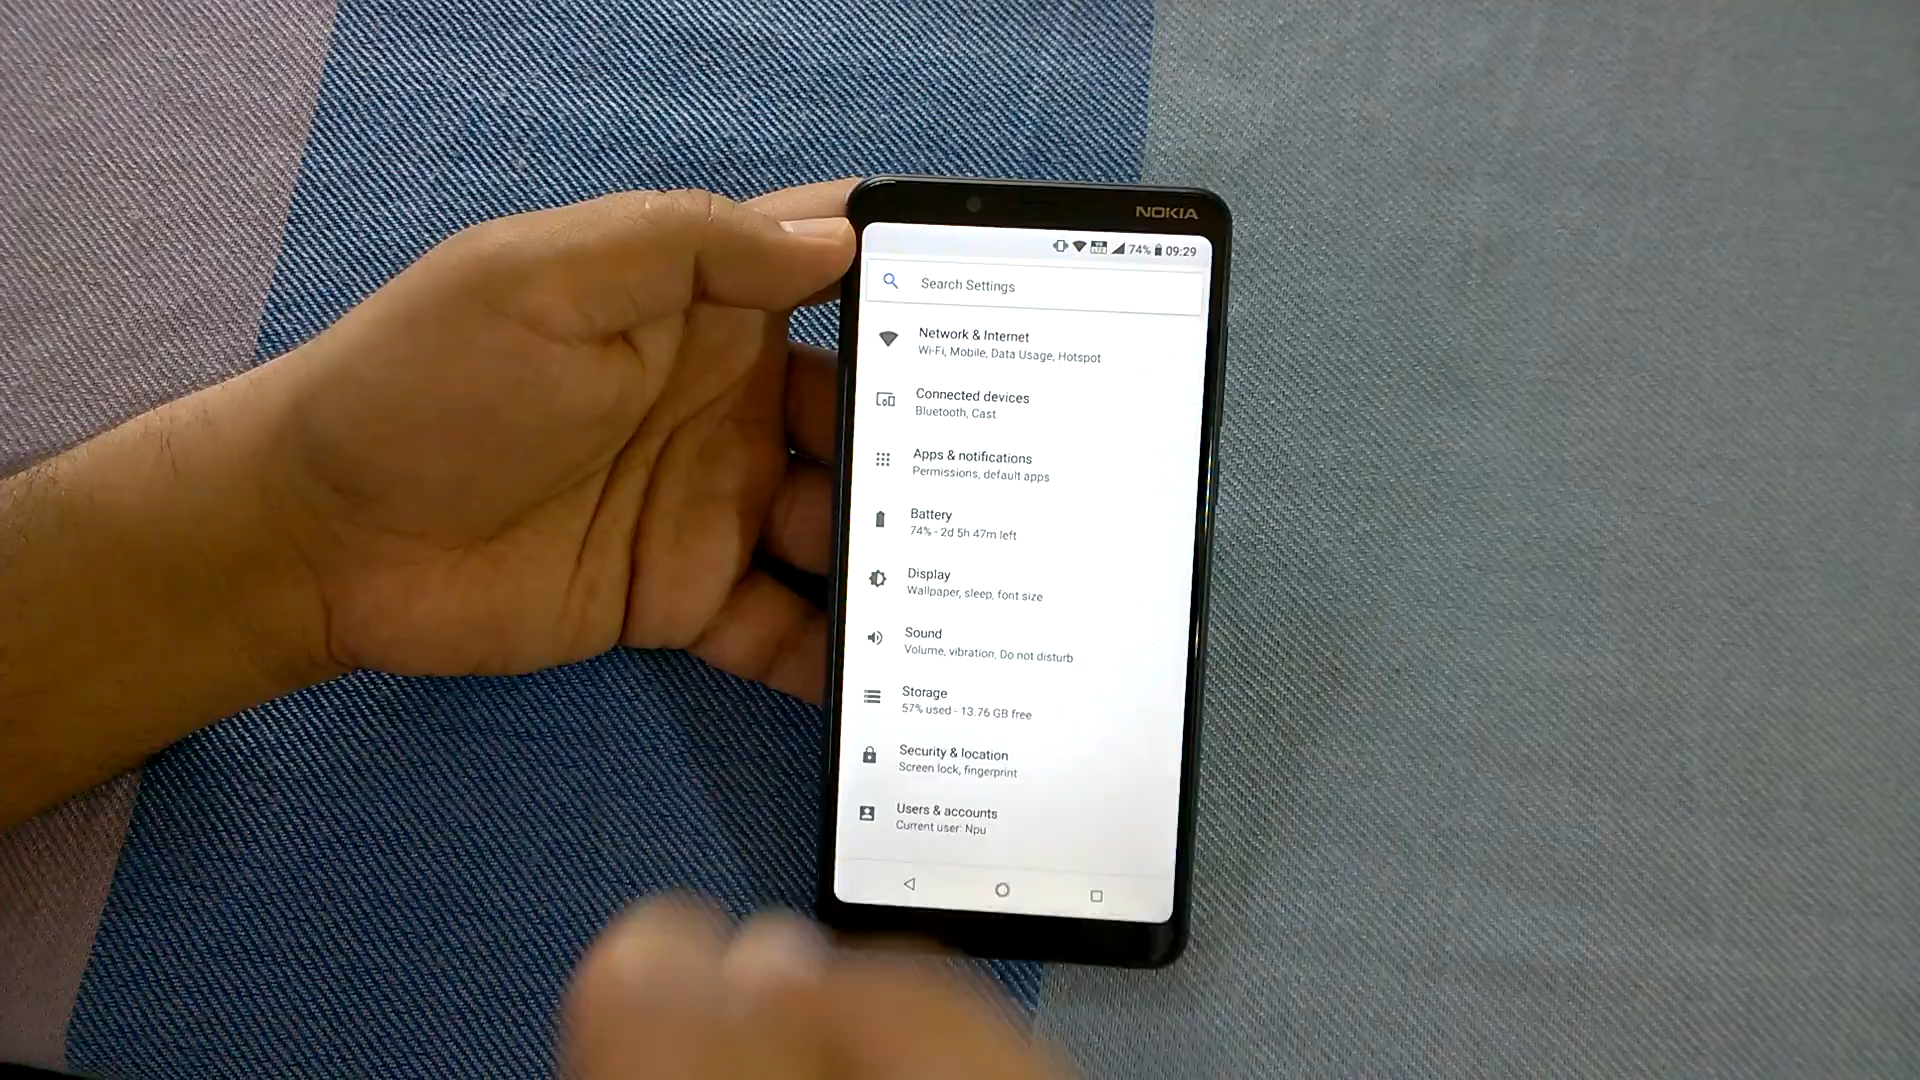 NOKIA
74% 09:29
Search Settings
Network & Internet
Wi-Fi, Mobile, Data Usage, Hotspot
Connected devices
Bluetooth, Cast
Apps & notifications
Permissions, default apps
Battery
74% - 2d 5h 47m left
Display
Wallpaper, sleep, font size
Sound
Volume, vibration, Do not disturb
Storage
57% used - 13.76 GB free
Security & location
Screen lock, fingerprint
Users & accounts
Current user: Npu